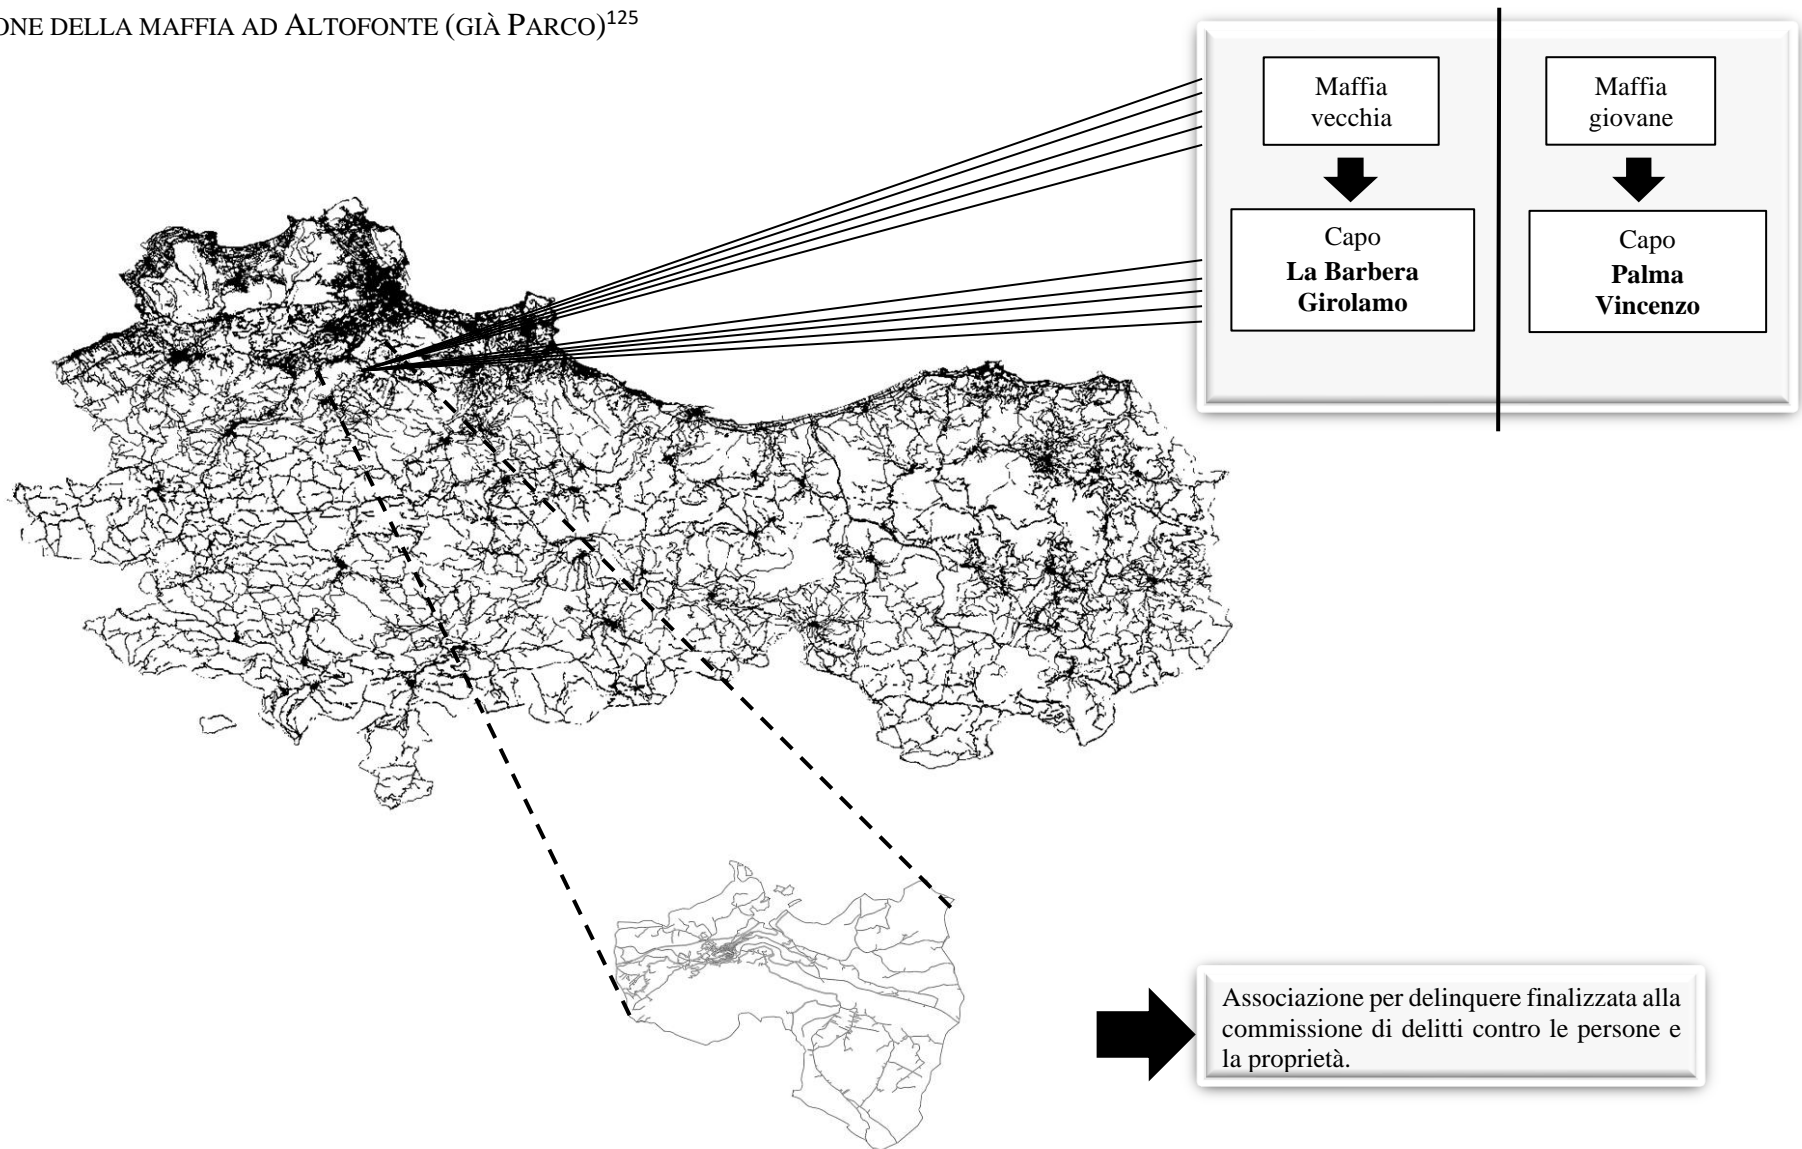 ONE DELLA MAFFIA AD ALTOFONTE (GIÀ PARCO)125
Maffia
vecchia
Capo
La Barbera
Girolamo
Maffia
giovane
Capo
Palma
Vincenzo
Associazione per delinquere finalizzata alla
commissione di delitti contro le persone e
la proprietà.